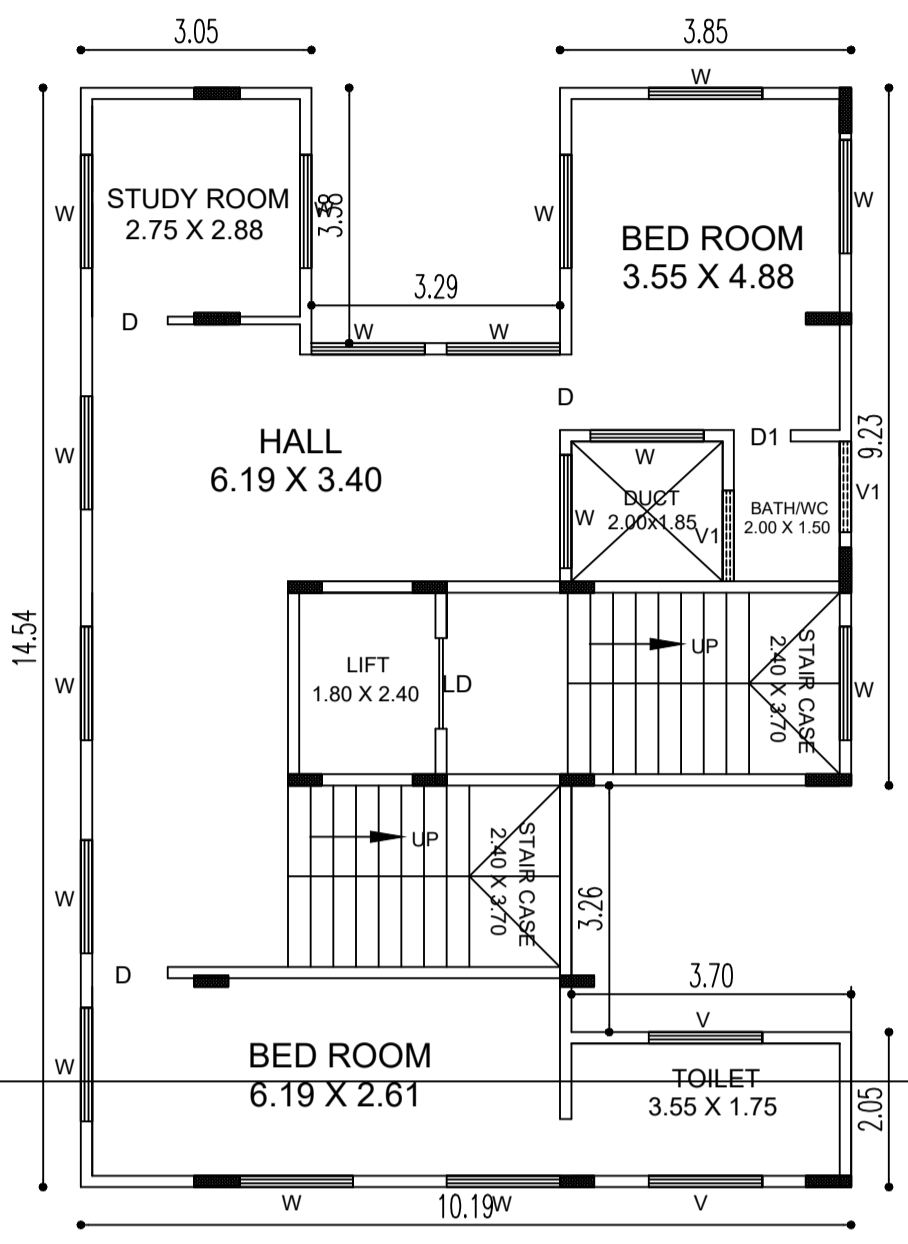 3.05
3.85
W
STUDY ROOM
2.75 X 2.88
W
W
3.38
W
W
BED ROOM
3.55 X 4.88
3.29
D
W
W
D
HALL
6.19 X 3.40
W
D1
9.23
W
DUCT
2.00x1.85
W
V1
BATH/WC
2.00 X 1.50
V1
14.54
LIFT
1.80 X 2.40
LD
UP
STAIR CASE
2.40 X 3.70
W
W
UP
STAIR CASE
2.40 X 3.70
W
3.26
D
3.70
V
BED ROOM
6.19 X 2.61
W
TOILET
3.55 X 1.75
2.05
W
W
V
10.19